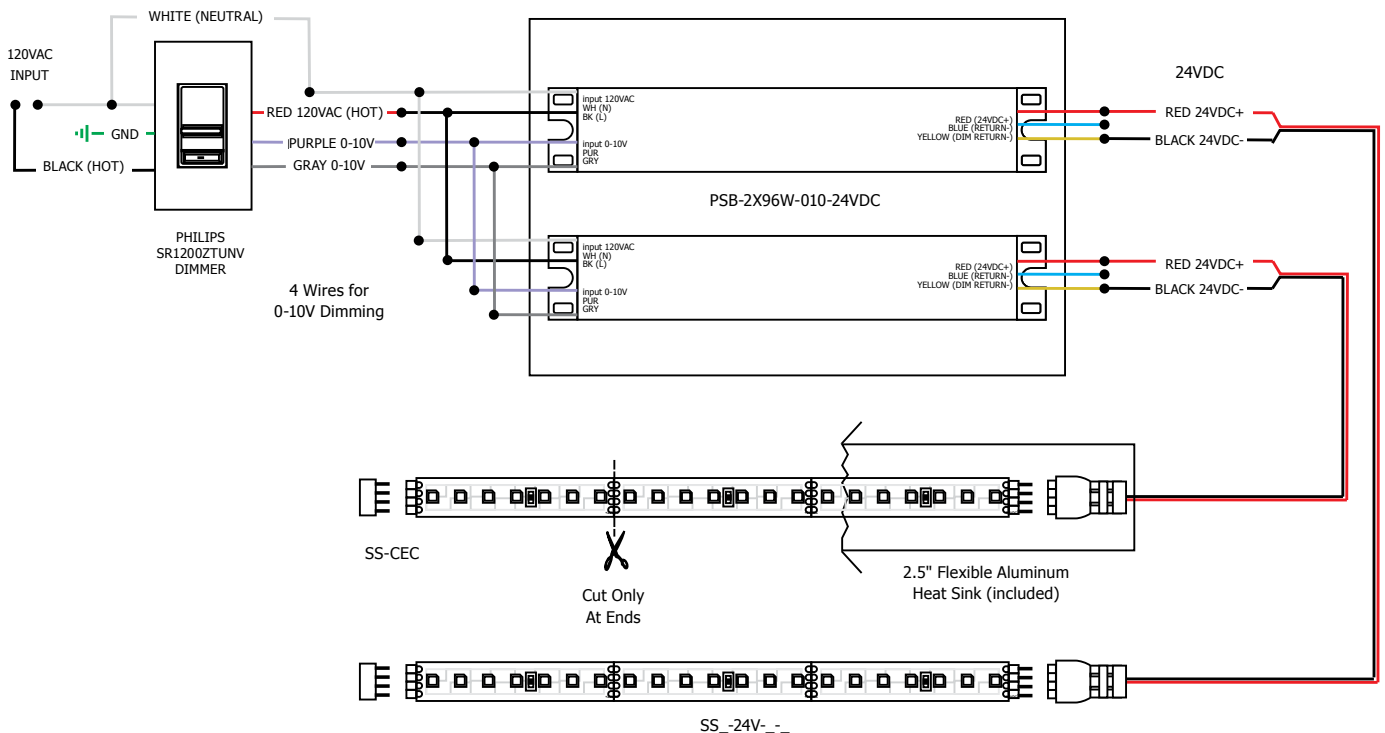 WHITE (NEUTRAL)
120VAC
INPUT
GND
BLACK (HOT)
PHILIPS
SR1200ZTUNV
DIMMER
RED 120VAC (HOT)
PURPLE 0-10V
GRAY 0-10V
4 Wires for
0-10V Dimming
input 120VAC
WH (N)
BK (L)
input 0-10V
PUR
GRY
RED (24VDC+)
BLUE (RETURN-)
YELLOW (DIM RETURN-)
PSB-2X96W-010-24VDC
input 120VAC
WH (N)
BK (L)
input 0-10V
PUR
GRY
RED (24VDC+)
BLUE (RETURN-)
YELLOW (DIM RETURN-)
24VDC
RED 24VDC+
BLACK 24VDC-
RED 24VDC+
BLACK 24VDC-
SS-CEC
Cut Only
At Ends
2.5" Flexible Aluminum
Heat Sink (included)
SS_-24V-_-_